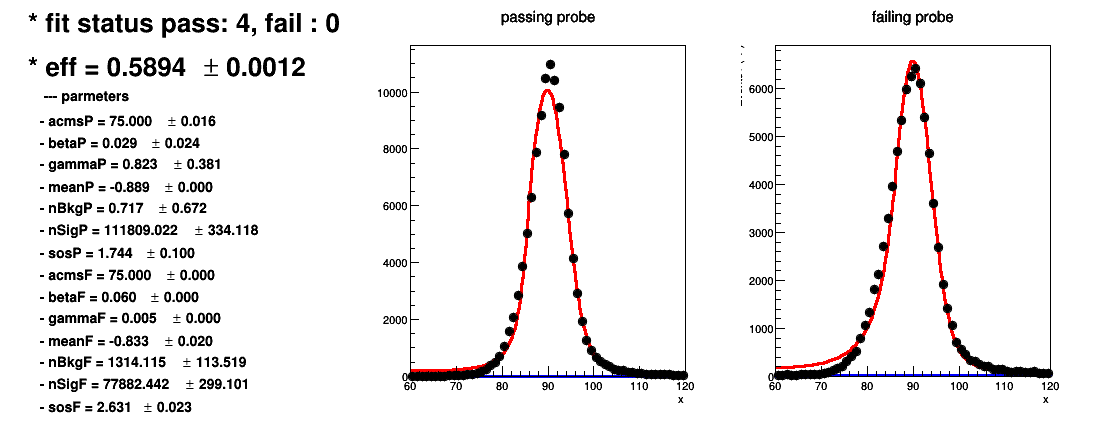 * fit status pass: 4, fail : 0
* eff = 0.5894 ± 0.0012
--- parmeters
- acmsP = 75.000 ± 0.016
- betaP = 0.029 ± 0.024
- gammaP = 0.823 ± 0.381
- meanP = -0.889 ± 0.000
- nBkgP = 0.717 ± 0.672
- nSigP = 111809.022 ± 334.118
- sosP = 1.744 ± 0.100
- acmsF = 75.000 ± 0.000
- betaF = 0.060 ± 0.000
- gammaF = 0.005 ± 0.000
- meanF = -0.833 ± 0.020
- nBkgF = 1314.115 ± 113.519
- nSigF = 77882.442 ± 299.101
- sosF = 2.631 ± 0.023
passing probe
10000
8000
6000
4000
2000
0
60 70 80 90 100 110 120
x
failing probe
6000
5000
4000
3000
2000
1000
0
60 70 80 90 100 110 120
x